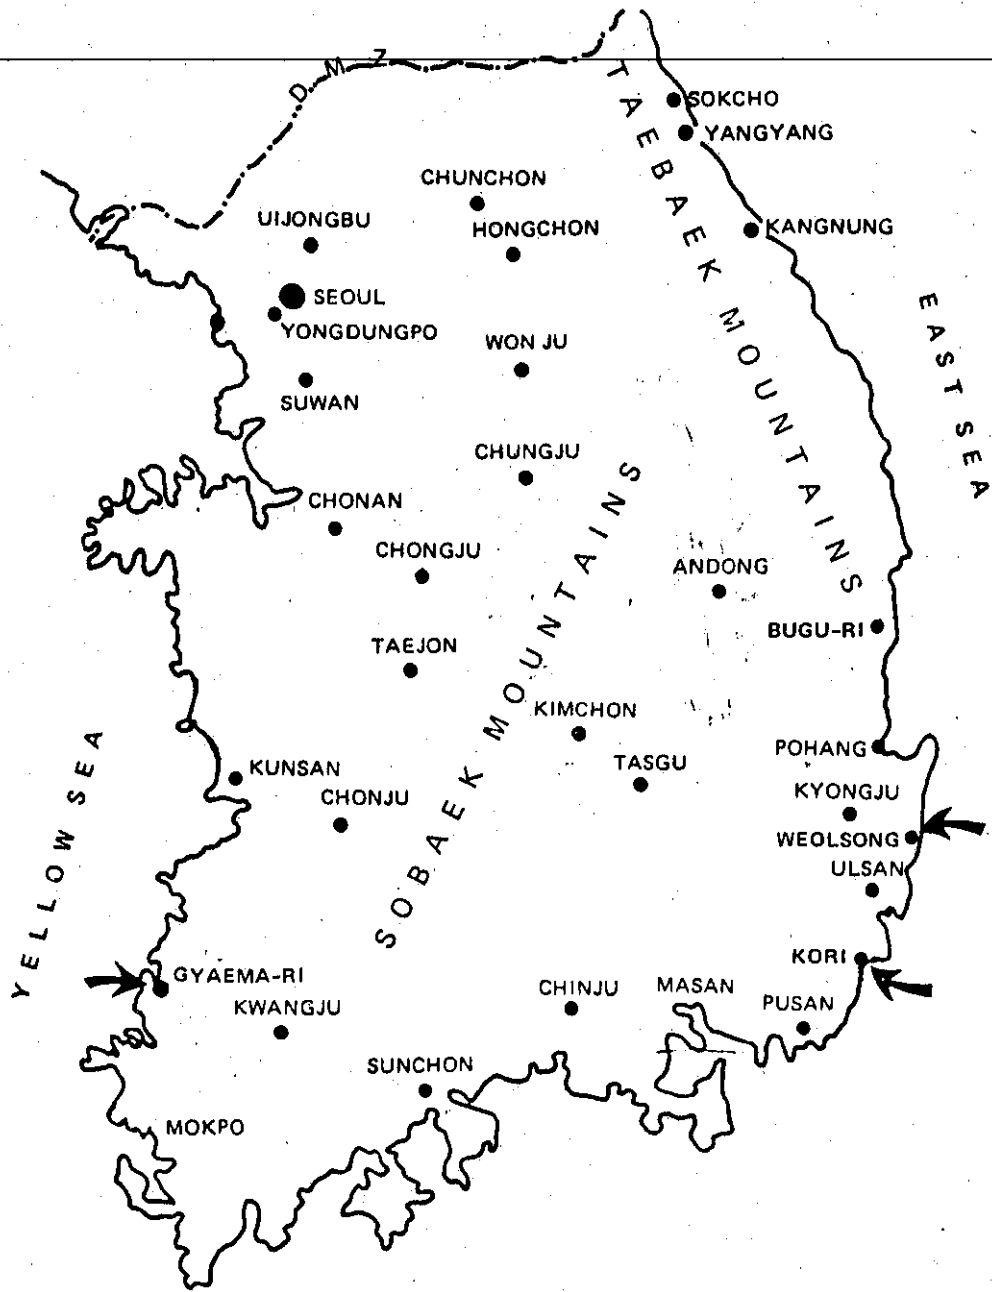 DMZ
TAEBAEK MOUNTAINS
SOKCHO
YANGYANG
CHUNCHON
UIJONGBU
HONGCHON
KANGNUNG
SEOUL
YONGDUNGPO
EAST SEA
WON JU
SUWAN
CHUNGJU
CHONAN
CHONGJU
SOBAEK MOUNTAINS
ANDONG
BUGU-RI
TAEJON
KIMCHON
POHANG
TASGU
YELLOW SEA
KUNSAN
CHONJU
KYONGJU
WEOLSONG
ULSAN
KORI
GYAEMA-RI
KWANGJU
CHINJU
MASAN
PUSAN
SUNCHON
MOKPO